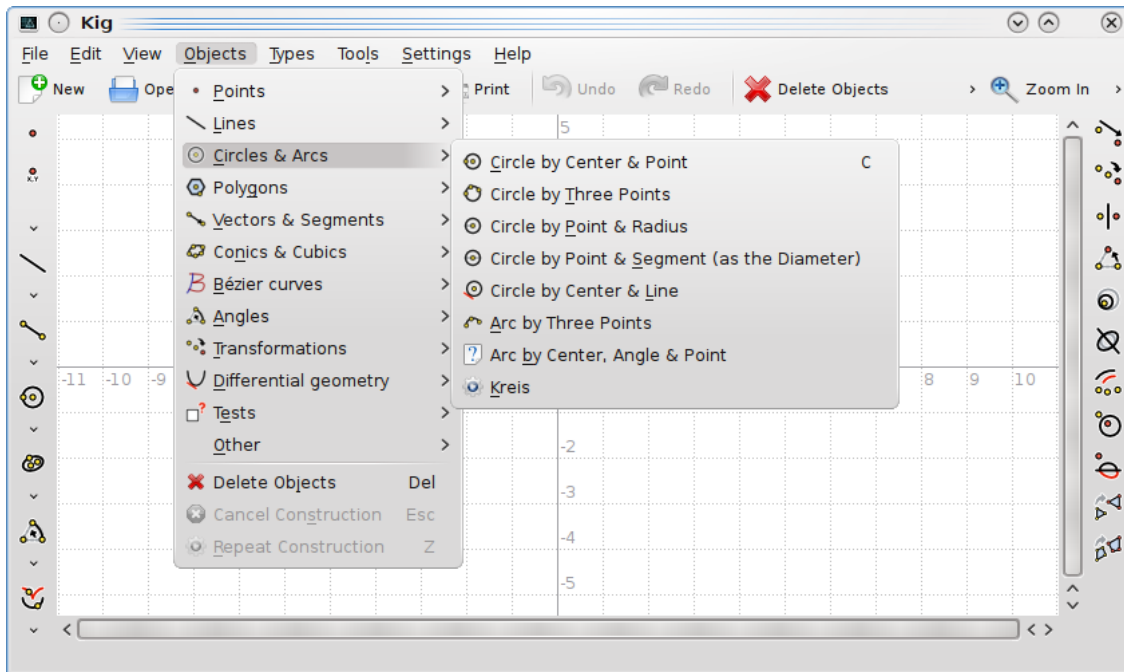 Kig
File Edit View Objects Types Tools Settings Help
New Ope Print Undo Redo Delete Objects Zoom In
Points
Lines
Circles & Arcs
Polygons
Vectors & Segments
Conics & Cubics
Bézier curves
Angles
Transformations
Differential geometry
Tests
Other
Delete Objects Del
Cancel Construction Esc
Repeat Construction Z
Circle by Center & Point C
Circle by Three Points
Circle by Point & Radius
Circle by Point & Segment (as the Diameter)
Circle by Center & Line
Arc by Three Points
Arc by Center, Angle & Point
Kreis
X,Y
5
-11 -10 -9 8 9 10
-2
-3
-4
-5